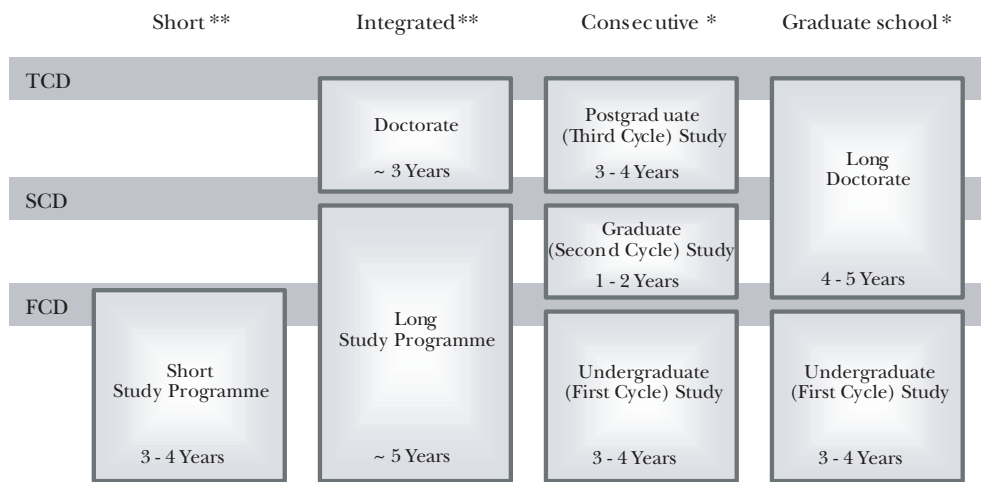 Short **
Integrated **
Consecutive *
Graduate school *
TCD
Doctorate
~ 3 Years
Postgrad uate
(Third Cycle) Study
3 - 4 Years
Long
Doctorate
4 - 5 Years
SCD
Graduate
(Second Cycle) Study
1 - 2 Years
FCD
Short
Study Programme
3 - 4 Years
Long
Study Programme
~ 5 Years
Undergraduate
(First Cycle) Study
3 - 4 Years
Undergraduate
(First Cycle) Study
3 - 4 Years